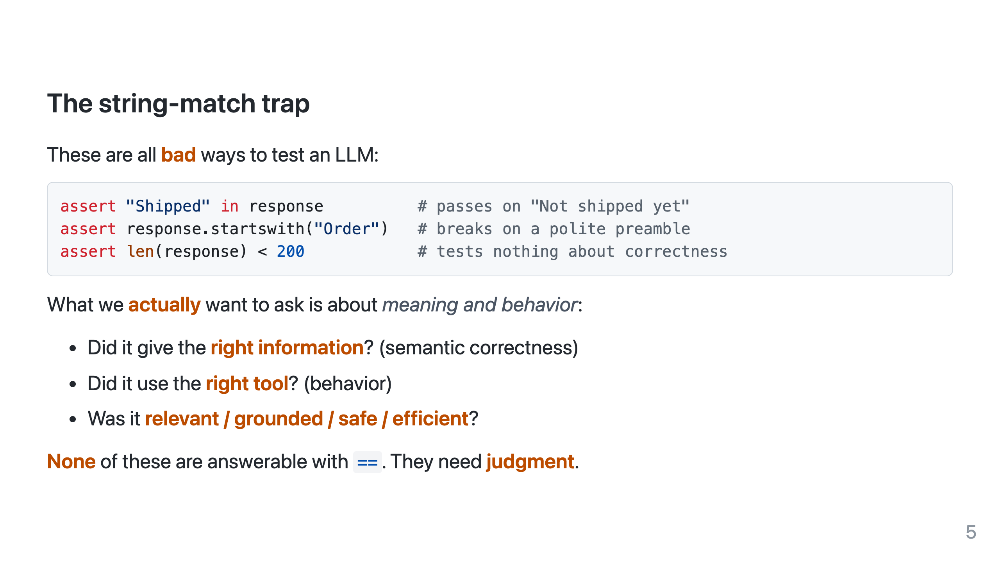 The string-match trap
These are all bad ways to test an LLM:
assert "Shipped" in response          # passes on "Not shipped yet"
assert response.startswith("Order")   # breaks on a polite preamble
assert len(response) < 200            # tests nothing about correctness
What we actually want to ask is about meaning and behavior:
• Did it give the right information? (semantic correctness)
• Did it use the right tool? (behavior)
• Was it relevant / grounded / safe / efficient?
None of these are answerable with ==. They need judgment.
5